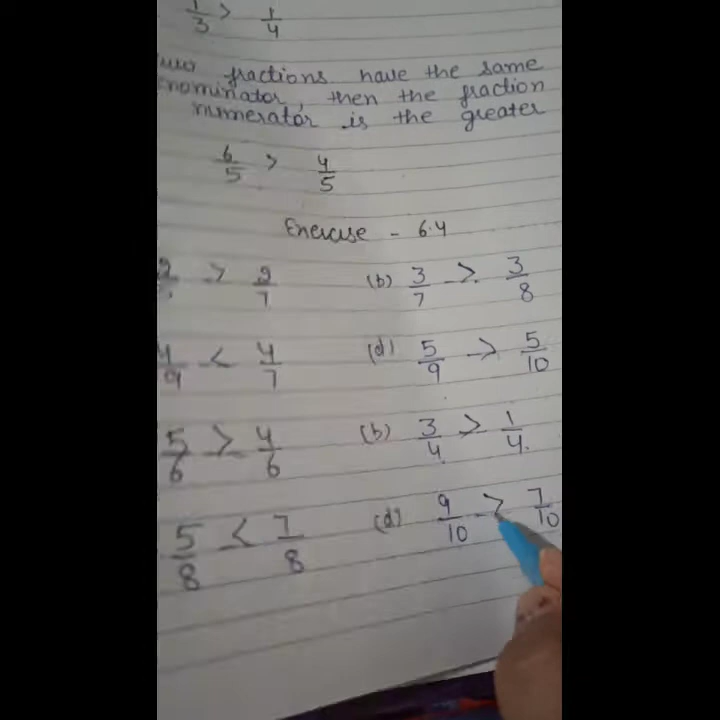 1/3 > 1/4
fractions have the same
nominator, then the fraction
numerator is the greater
6/5 > 4/5
Exercise - 6.4
> 2/7 (b) 3/7 > 3/8
4/9 < 4/7 (d) 5/9 > 5/10
5/6 > 4/6 (b) 3/4 > 1/4
5/8 < 7/8 (d) 9/10 > 7/10